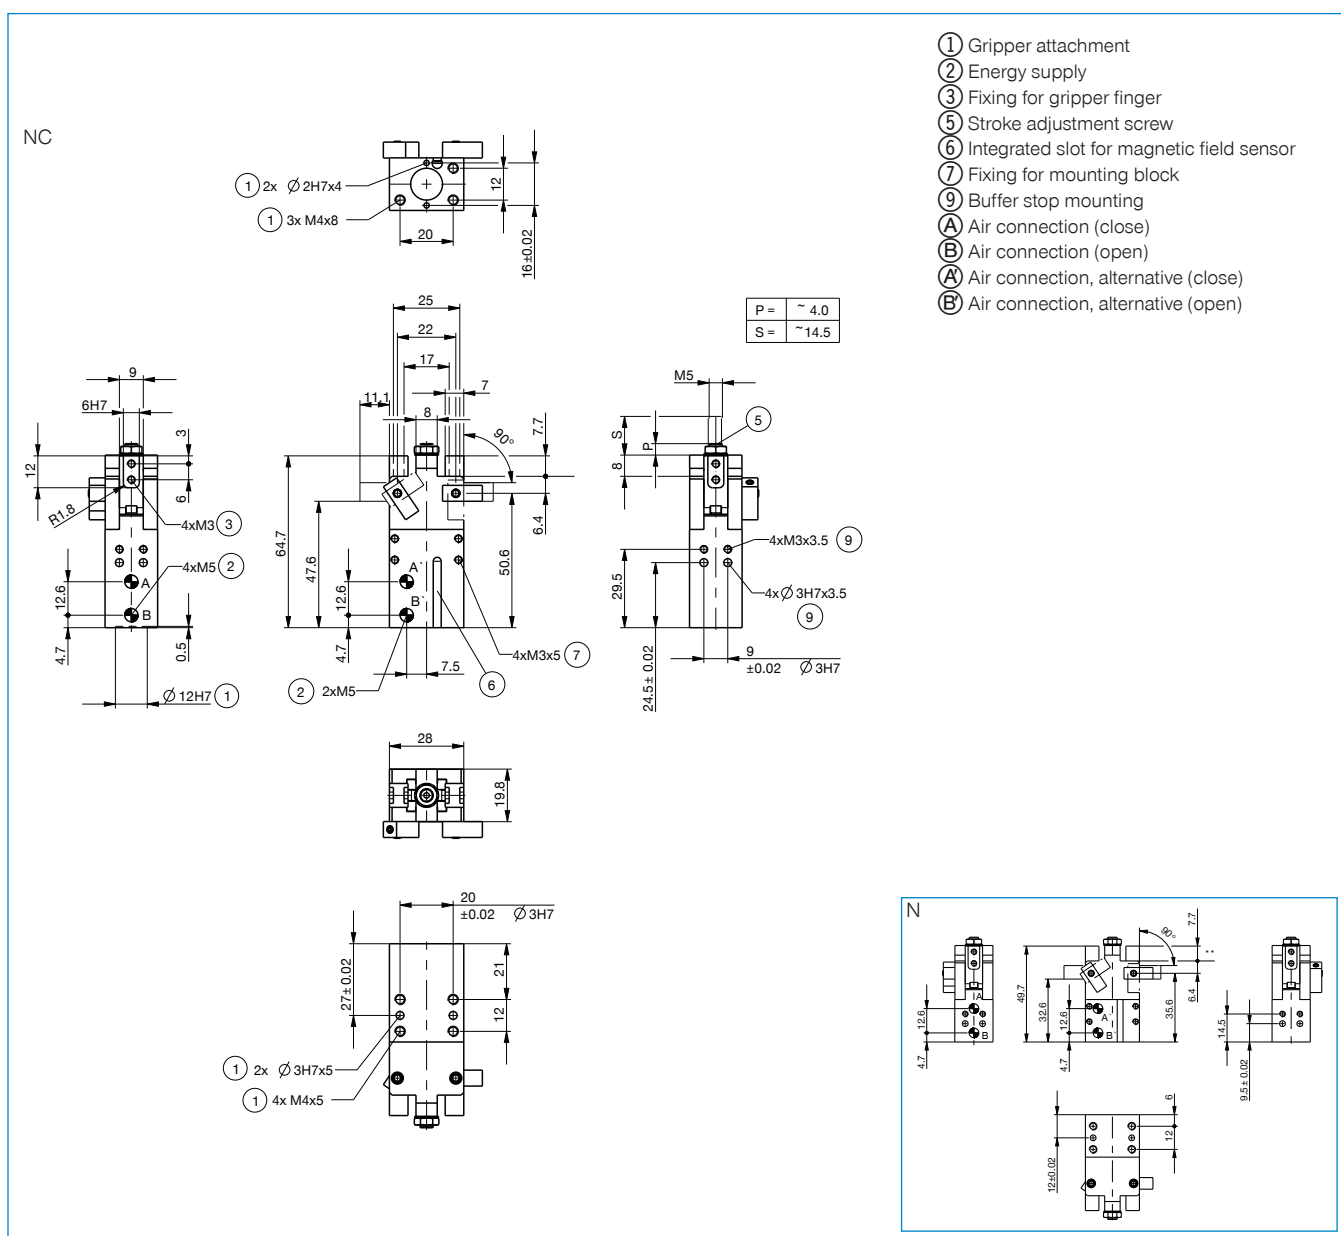 ① Gripper attachment
② Energy supply
③ Fixing for gripper finger
⑤ Stroke adjustment screw
⑥ Integrated slot for magnetic field sensor
⑦ Fixing for mounting block
⑨ Buffer stop mounting
Ⓐ Air connection (close)
Ⓑ Air connection (open)
A' Air connection, alternative (close)
B' Air connection, alternative (open)
NC
① 2x Ø 2H7x4
① 3x M4x8
20
12
16±0.02
P = ~ 4.0
S = ~14.5
9
6H7
3
12
6
R1.8
4xM3 ③
4xM5 ②
A
B
12.6
4.7
0.5
Ø 12H7 ①
25
22
17
7
11.1
8
90°
7.7
6.4
64.7
47.6
12.6
4.7
50.6
A`
B`
4xM3x5 ⑦
7.5
② 2xM5
⑥
M5
⑤
S
P
8
4xM3x3.5 ⑨
4x Ø 3H7x3.5
⑨
29.5
24.5± 0.02
9
±0.02 Ø 3H7
28
19.8
20
±0.02 Ø 3H7
27± 0.02
21
12
① 2x Ø 3H7x5
① 4x M4x5
N
A
B
12.6
4.7
49.7
32.6
12.6
4.7
A`
B`
90°
7.7
6.4
35.6
14.5
9.5± 0.02
6
12
12±0.02